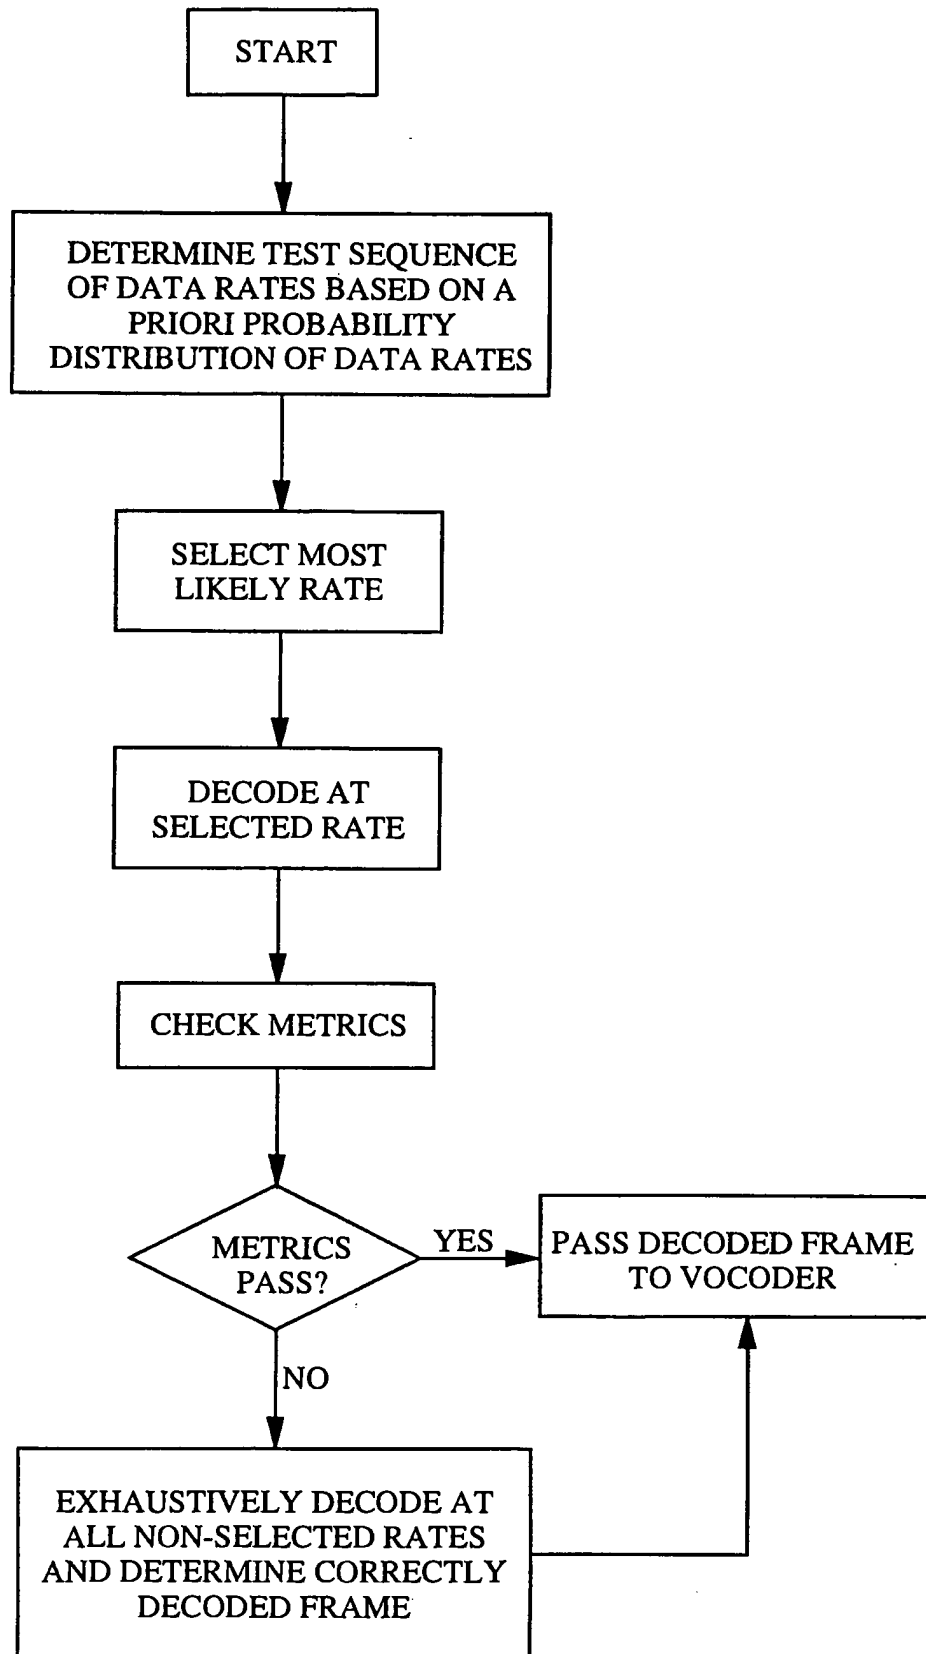 START
DETERMINE TEST SEQUENCE
OF DATA RATES BASED ON A
PRIORI PROBABILITY
DISTRIBUTION OF DATA RATES
SELECT MOST
LIKELY RATE
DECODE AT
SELECTED RATE
CHECK METRICS
METRICS
PASS?
YES
PASS DECODED FRAME
TO VOCODER
NO
EXHAUSTIVELY DECODE AT
ALL NON-SELECTED RATES
AND DETERMINE CORRECTLY
DECODED FRAME